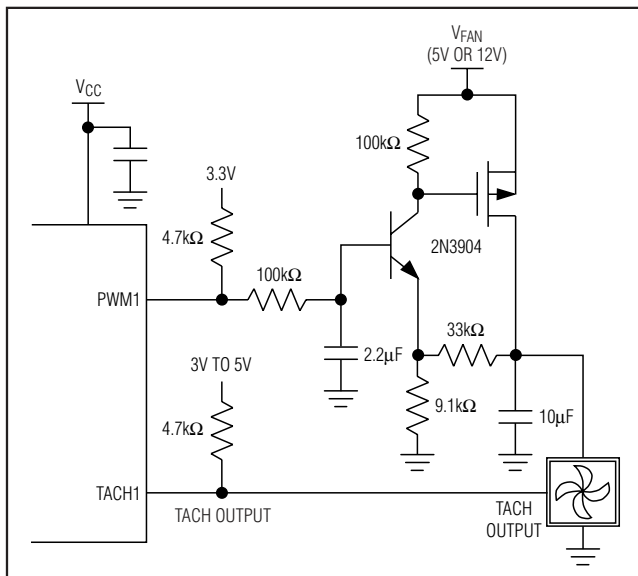 VFAN
(5V OR 12V)
VCC
100kΩ
3.3V
4.7kΩ
2N3904
100kΩ
PWM1
33kΩ
3V TO 5V
2.2µF
9.1kΩ
10µF
4.7kΩ
TACH1
TACH OUTPUT
TACH
OUTPUT